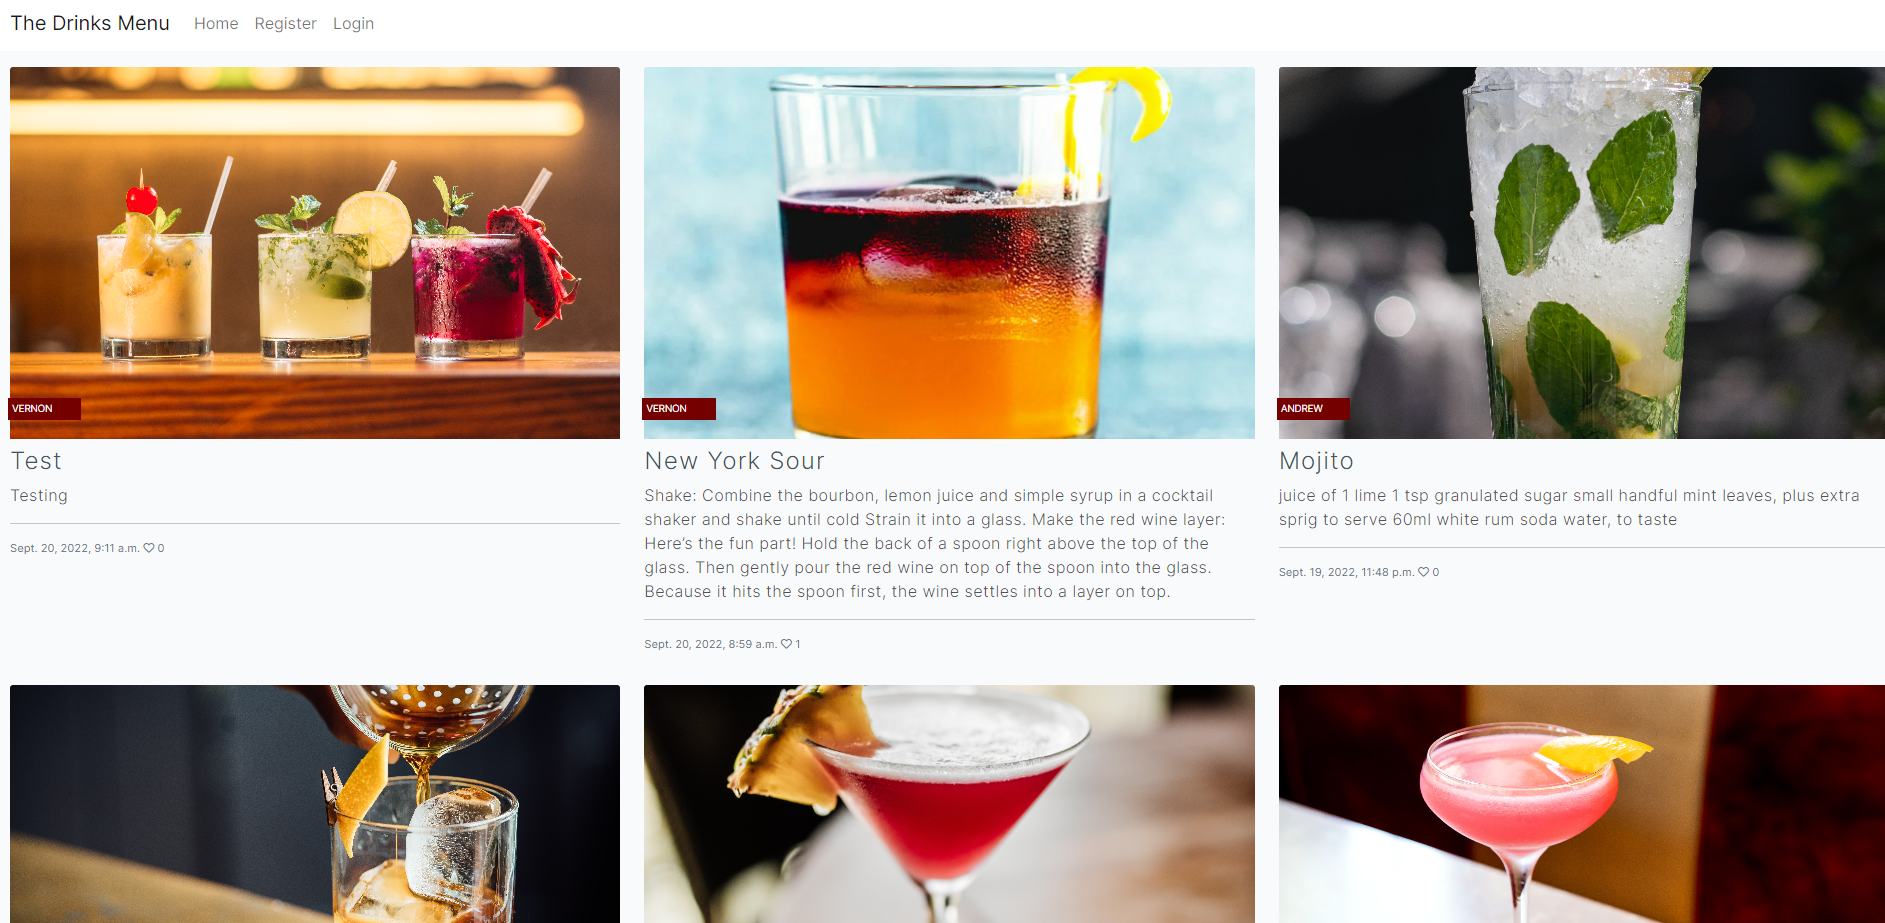 The Drinks Menu Home Register Login
VERNON
Test
Testing
Sept. 20, 2022, 9:11 a.m. 0
VERNON
New York Sour
Shake: Combine the bourbon, lemon juice and simple syrup in a cocktail
shaker and shake until cold Strain it into a glass. Make the red wine layer:
Here’s the fun part! Hold the back of a spoon right above the top of the
glass. Then gently pour the red wine on top of the spoon into the glass.
Because it hits the spoon first, the wine settles into a layer on top.
Sept. 20, 2022, 8:59 a.m. 1
ANDREW
Mojito
juice of 1 lime 1 tsp granulated sugar small handful mint leaves, plus extra
sprig to serve 60ml white rum soda water, to taste
Sept. 19, 2022, 11:48 p.m. 0